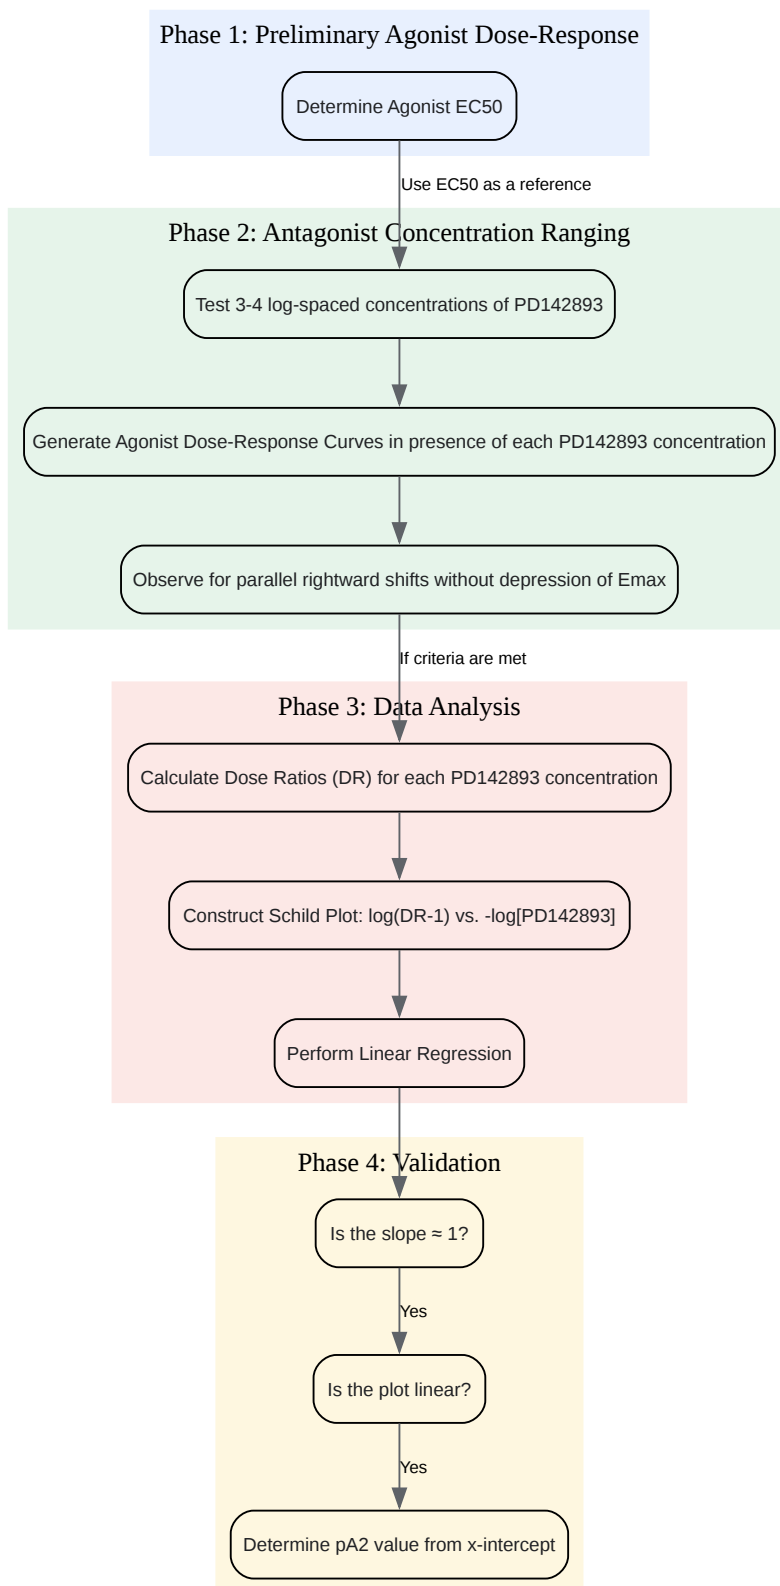 Phase 1: Preliminary Agonist Dose-Response
Determine Agonist EC50
Use EC50 as a reference
Phase 2: Antagonist Concentration Ranging
Test 3-4 log-spaced concentrations of PD142893
Generate Agonist Dose-Response Curves in presence of each PD142893 concentration
Observe for parallel rightward shifts without depression of Emax
If criteria are met
Phase 3: Data Analysis
Calculate Dose Ratios (DR) for each PD142893 concentration
Construct Schild Plot: log(DR-1) vs. -log[PD142893]
Perform Linear Regression
Phase 4: Validation
Is the slope ≈ 1?
Yes
Is the plot linear?
Yes
Determine pA2 value from x-intercept